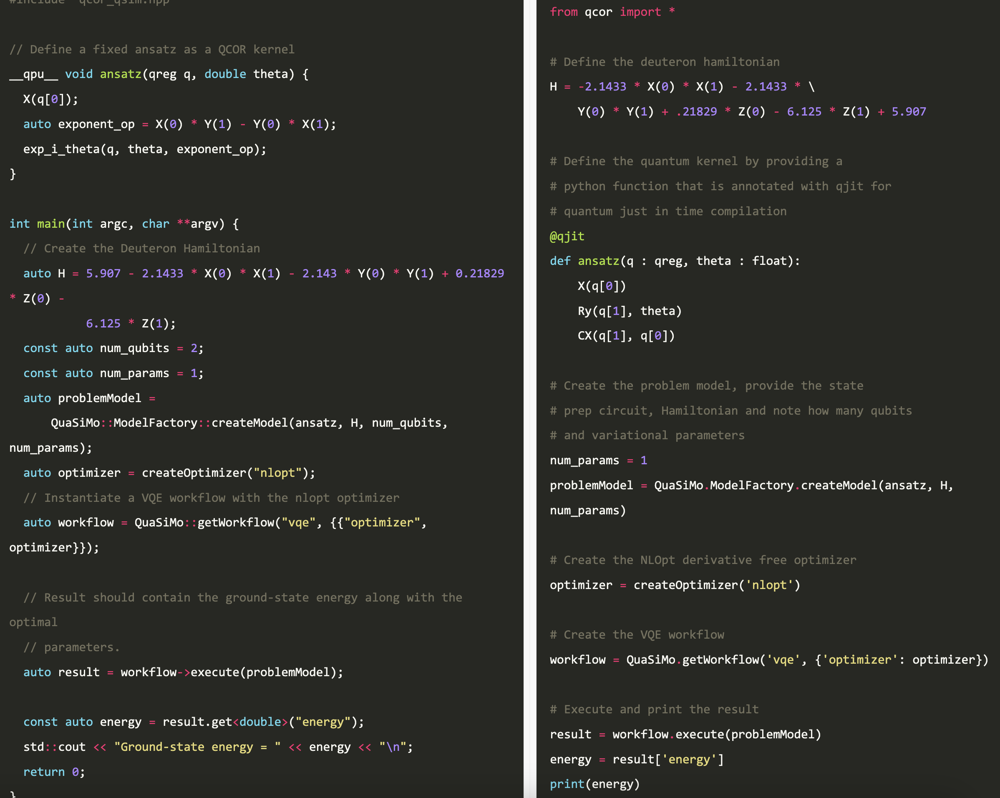 #include "qcor_qsim.hpp"
// Define a fixed ansatz as a QCOR kernel
__qpu__ void ansatz(qreg q, double theta) {
  X(q[0]);
  auto exponent_op = X(0) * Y(1) - Y(0) * X(1);
  exp_i_theta(q, theta, exponent_op);
}
int main(int argc, char **argv) {
  // Create the Deuteron Hamiltonian
  auto H = 5.907 - 2.1433 * X(0) * X(1) - 2.143 * Y(0) * Y(1) + 0.21829
* Z(0) -
           6.125 * Z(1);
  const auto num_qubits = 2;
  const auto num_params = 1;
  auto problemModel =
      QuaSiMo::ModelFactory::createModel(ansatz, H, num_qubits,
num_params);
  auto optimizer = createOptimizer("nlopt");
  // Instantiate a VQE workflow with the nlopt optimizer
  auto workflow = QuaSiMo::getWorkflow("vqe", {{"optimizer",
optimizer}});
  // Result should contain the ground-state energy along with the
optimal
  // parameters.
  auto result = workflow->execute(problemModel);
  const auto energy = result.get<double>("energy");
  std::cout << "Ground-state energy = " << energy << "\n";
  return 0;
}
from qcor import *
# Define the deuteron hamiltonian
H = -2.1433 * X(0) * X(1) - 2.1433 * \
    Y(0) * Y(1) + .21829 * Z(0) - 6.125 * Z(1) + 5.907
# Define the quantum kernel by providing a
# python function that is annotated with qjit for
# quantum just in time compilation
@qjit
def ansatz(q : qreg, theta : float):
    X(q[0])
    Ry(q[1], theta)
    CX(q[1], q[0])
# Create the problem model, provide the state
# prep circuit, Hamiltonian and note how many qubits
# and variational parameters
num_params = 1
problemModel = QuaSiMo.ModelFactory.createModel(ansatz, H,
num_params)
# Create the NLOpt derivative free optimizer
optimizer = createOptimizer('nlopt')
# Create the VQE workflow
workflow = QuaSiMo.getWorkflow('vqe', {'optimizer': optimizer})
# Execute and print the result
result = workflow.execute(problemModel)
energy = result['energy']
print(energy)